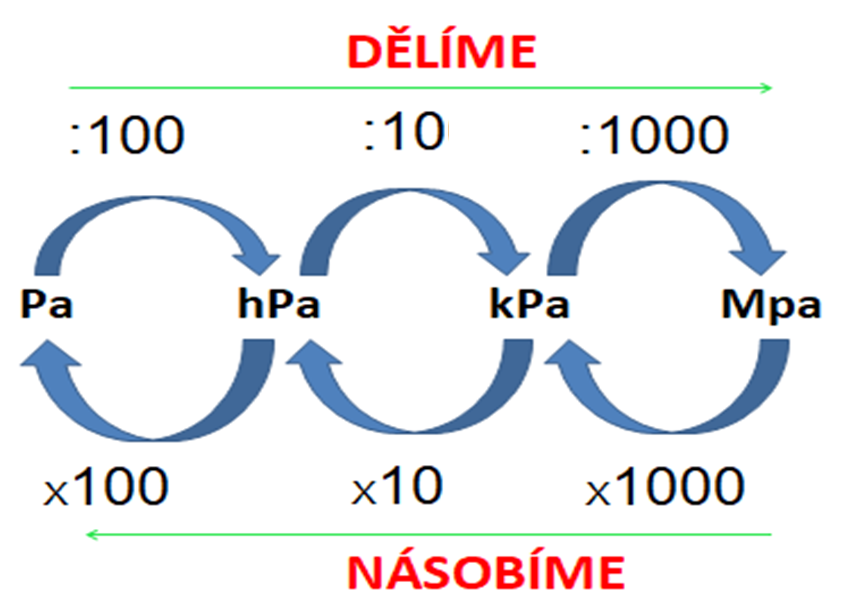 DĚLÍME
:100 :10 :1000
Pa hPa kPa Mpa
x100 x10 x1000
NÁSOBÍME